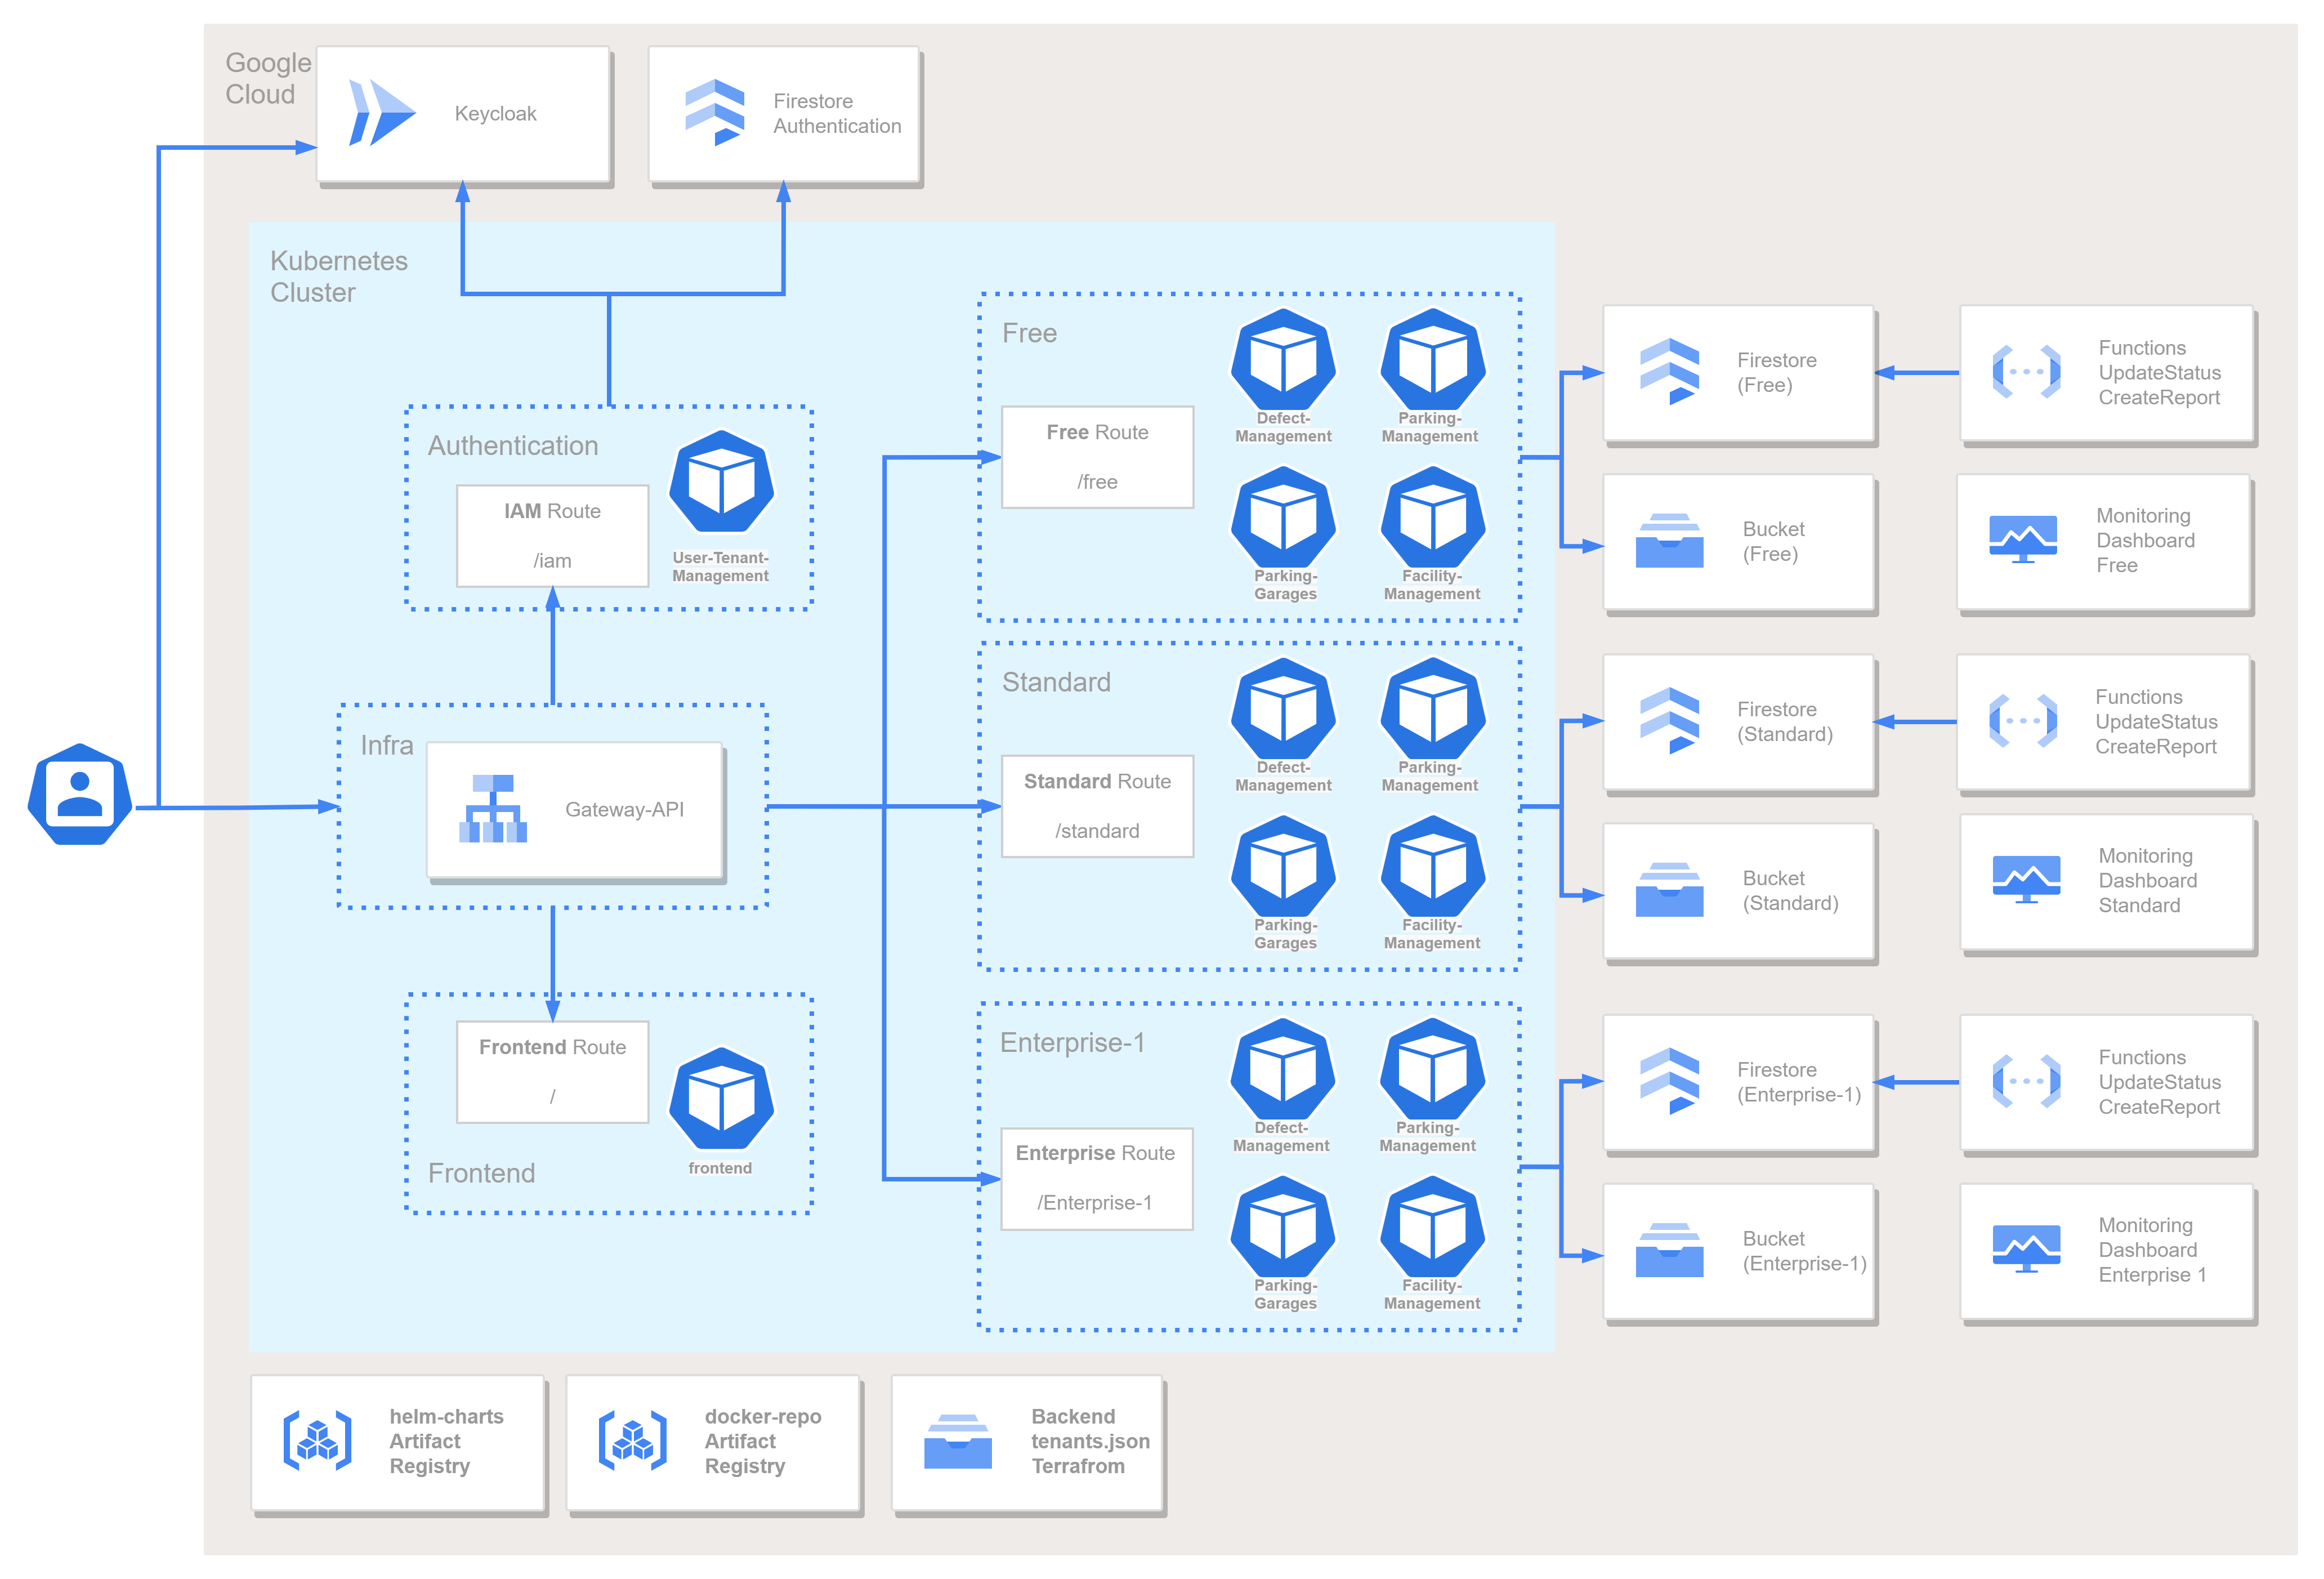 Google
Cloud
Keycloak
Firestore
Authentication
Kubernetes
Cluster
Authentication
IAM Route
/iam
User-Tenant-
Management
Infra
Gateway-API
Frontend Route
/
frontend
Frontend
Free
Free Route
/free
Defect-
Management
Parking-
Management
Parking-
Garages
Facility-
Management
Standard
Standard Route
/standard
Defect-
Management
Parking-
Management
Parking-
Garages
Facility-
Management
Enterprise-1
Enterprise Route
/Enterprise-1
Defect-
Management
Parking-
Management
Parking-
Garages
Facility-
Management
Firestore
(Free)
Functions
UpdateStatus
CreateReport
Bucket
(Free)
Monitoring
Dashboard
Free
Firestore
(Standard)
Functions
UpdateStatus
CreateReport
Bucket
(Standard)
Monitoring
Dashboard
Standard
Firestore
(Enterprise-1)
Functions
UpdateStatus
CreateReport
Bucket
(Enterprise-1)
Monitoring
Dashboard
Enterprise 1
helm-charts
Artifact
Registry
docker-repo
Artifact
Registry
Backend
tenants.json
Terrafrom